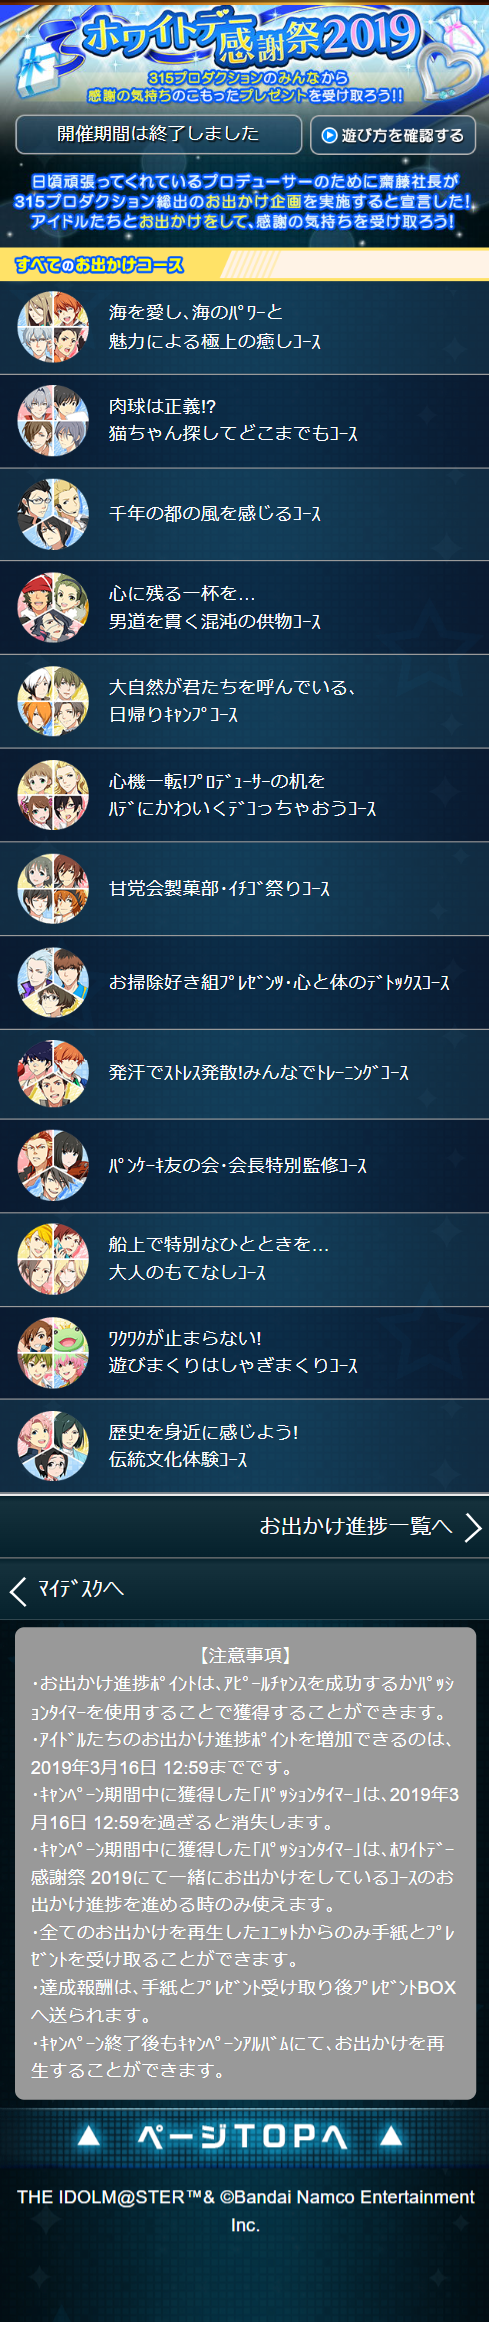 ホワイトデー感謝祭2019
315プロダクションのみんなから
感謝の気持ちのこもったプレゼントを受け取ろう!!
開催期間は終了しました
遊び方を確認する
日頃頑張ってくれているプロデューサーのために齋藤社長が
315プロダクション総出のお出かけ企画を実施すると宣言した!
アイドルたちとお出かけをして、感謝の気持ちを受け取ろう!
すべてのお出かけコース
海を愛し､海のﾊﾟﾜｰと
魅力による極上の癒しｺｰｽ
肉球は正義!?
猫ちゃん探してどこまでもｺｰｽ
千年の都の風を感じるｺｰｽ
心に残る一杯を…
男道を貫く混沌の供物ｺｰｽ
大自然が君たちを呼んでいる､
日帰りｷｬﾝﾌﾟｺｰｽ
心機一転!ﾌﾟﾛﾃﾞｭｰｻｰの机を
ﾊﾃﾞにかわいくﾃﾞｺっちゃおうｺｰｽ
甘党会製菓部･ｲﾁｺﾞ祭りｺｰｽ
お掃除好き組ﾌﾟﾚｾﾞﾝﾂ･心と体のﾃﾞﾄｯｸｽｺｰｽ
発汗でｽﾄﾚｽ発散!みんなでﾄﾚｰﾆﾝｸﾞｺｰｽ
ﾊﾟﾝｹｰｷ友の会･会長特別監修ｺｰｽ
船上で特別なひとときを…
大人のもてなしｺｰｽ
ﾜｸﾜｸが止まらない!
遊びまくりはしゃぎまくりｺｰｽ
歴史を身近に感じよう!
伝統文化体験ｺｰｽ
お出かけ進捗一覧へ
ﾏｲﾃﾞｽｸへ
【注意事項】
･お出かけ進捗ﾎﾟｲﾝﾄは､ｱﾋﾟｰﾙﾁｬﾝｽを成功するかﾊﾟｯｼ
ｮﾝﾀｲﾏｰを使用することで獲得することができます。
･ｱｲﾄﾞﾙたちのお出かけ進捗ﾎﾟｲﾝﾄを増加できるのは､
2019年3月16日 12:59までです。
･ｷｬﾝﾍﾟｰﾝ期間中に獲得した｢ﾊﾟｯｼｮﾝﾀｲﾏｰ｣は､2019年3
月16日 12:59を過ぎると消失します。
･ｷｬﾝﾍﾟｰﾝ期間中に獲得した｢ﾊﾟｯｼｮﾝﾀｲﾏｰ｣は､ﾎﾜｲﾄﾃﾞｰ
感謝祭 2019にて一緒にお出かけをしているｺｰｽのお
出かけ進捗を進める時のみ使えます。
･全てのお出かけを再生したﾕﾆｯﾄからのみ手紙とﾌﾟﾚ
ｾﾞﾝﾄを受け取ることができます。
･達成報酬は､手紙とﾌﾟﾚｾﾞﾝﾄ受け取り後ﾌﾟﾚｾﾞﾝﾄBOX
へ送られます。
･ｷｬﾝﾍﾟｰﾝ終了後もｷｬﾝﾍﾟｰﾝｱﾙﾊﾞﾑにて､お出かけを再
生することができます。
▲ ページTOPへ ▲
THE IDOLM@STER™& ©Bandai Namco Entertainment
Inc.